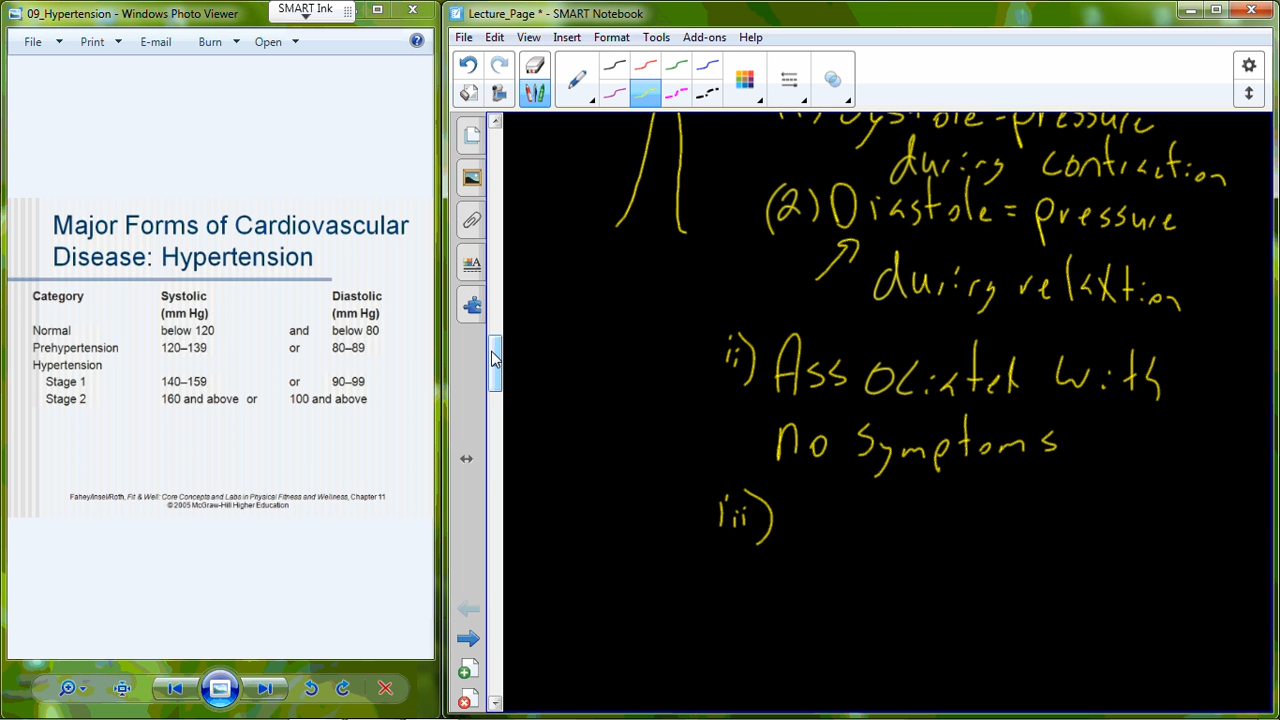 09_Hypertension - Windows Photo Viewer
SMART Ink
File Print E-mail Burn Open
Major Forms of Cardiovascular
Disease: Hypertension
Category Systolic Diastolic
(mm Hg) (mm Hg)
Normal below 120 and below 80
Prehypertension 120–139 or 80–89
Hypertension
Stage 1 140–159 or 90–99
Stage 2 160 and above or 100 and above
Fahey/Insel/Roth, Fit & Well: Core Concepts and Labs in Physical Fitness and Wellness, Chapter 11
©2005 McGraw-Hill Higher Education
Lecture_Page * - SMART Notebook
File Edit View Insert Format Tools Add-ons Help
Systole - pressure
during contraction
(2) Diastole = pressure
during relaxtion
ii) Associated with
no symptoms
iii)